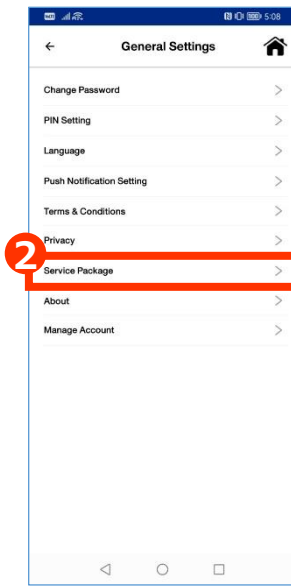 5:08
General Settings
Change Password
PIN Setting
Language
Push Notification Setting
Terms & Conditions
Privacy
2
Service Package
About
Manage Account